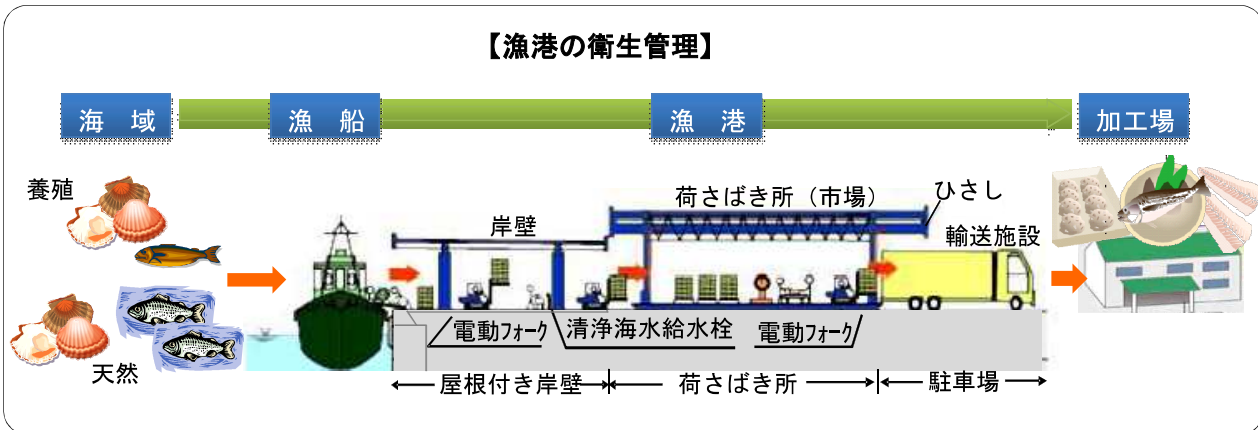 【漁港の衛生管理】
海 域
漁 船
漁 港
加工場
養殖
天然
岸壁
荷さばき所（市場）
ひさし
輸送施設
電動フォーク
清浄海水給水栓
電動フォーク
屋根付き岸壁
荷さばき所
駐車場